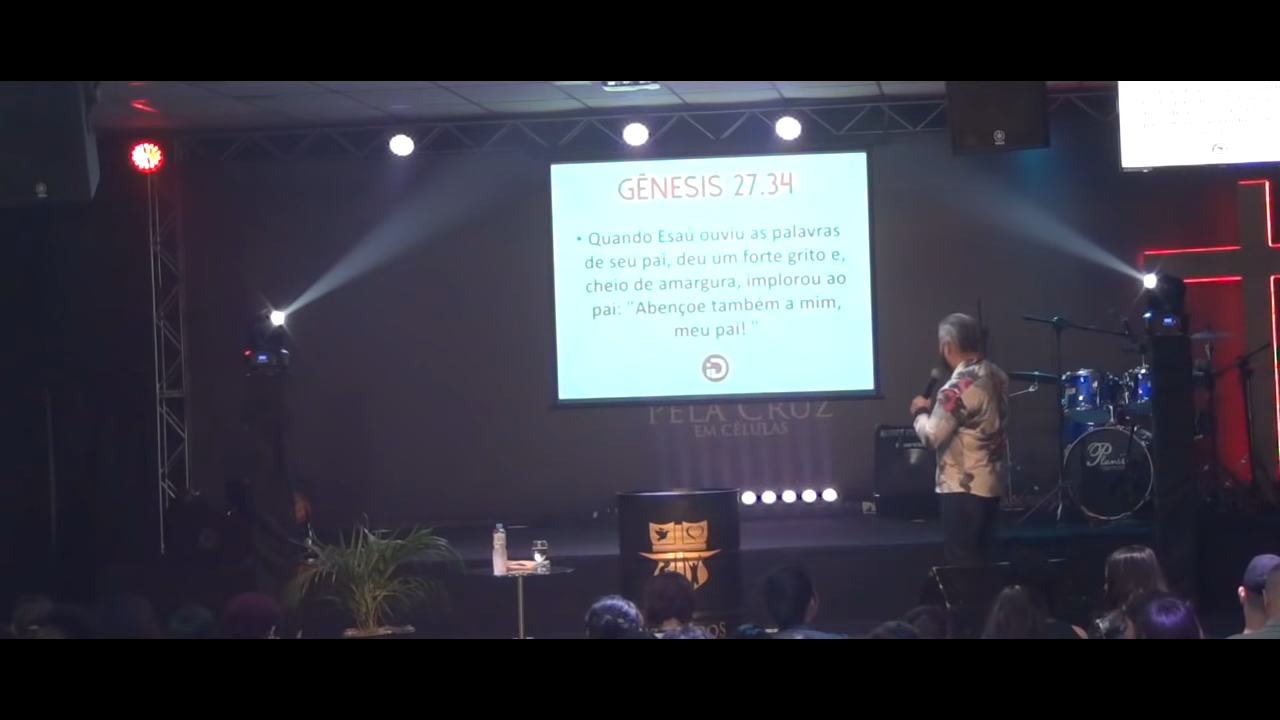 GÊNESIS 27.34
• Quando Esaú ouviu as palavras
de seu pai, deu um forte grito e,
cheio de amargura, implorou ao
pai: "Abençoe também a mim,
meu pai! "
PELA CRUZ
EM CÉLULAS